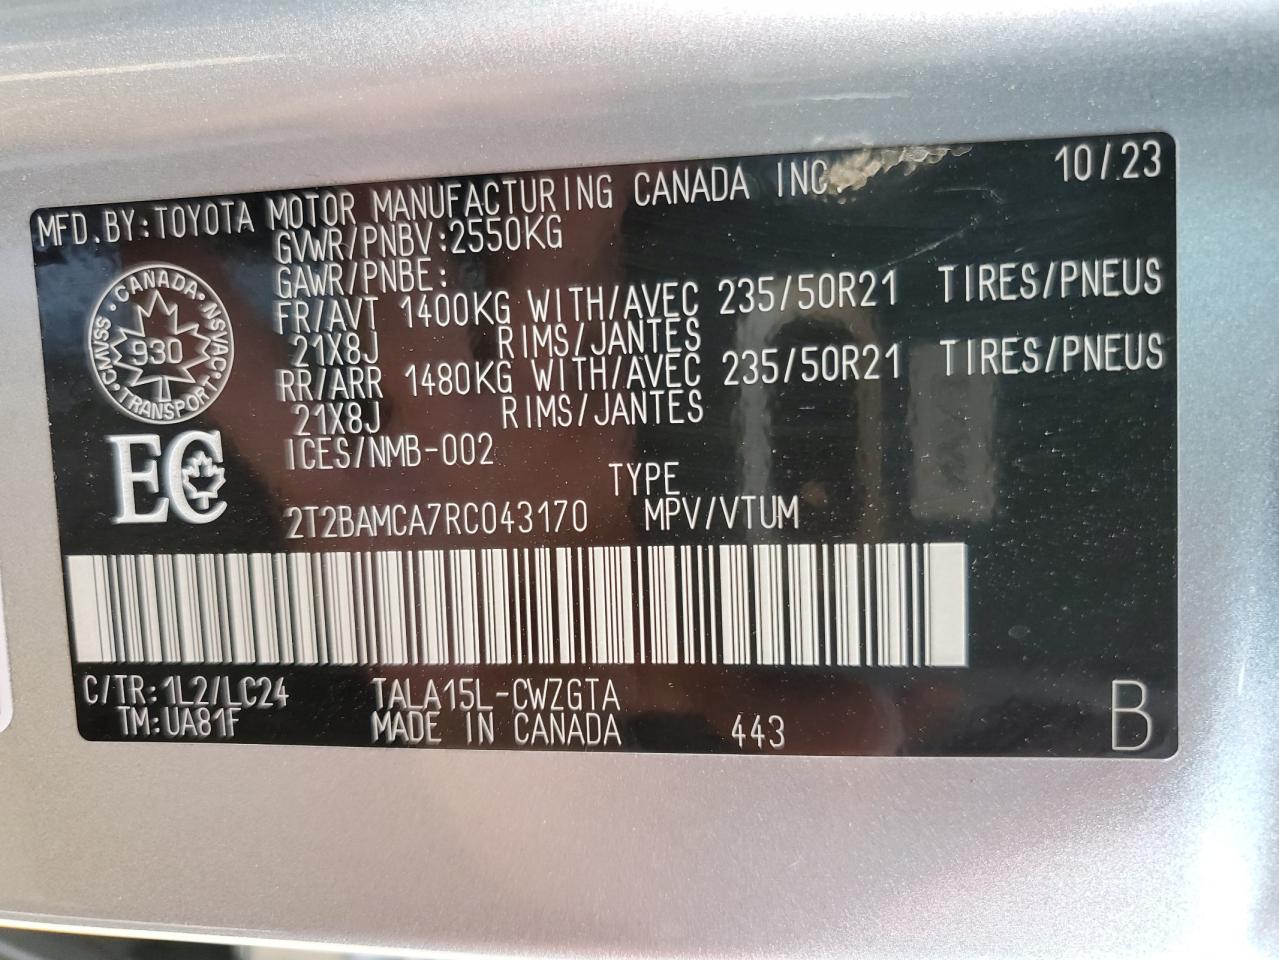 MFD.BY:TOYOTA MOTOR MANUFACTURING CANADA INC 10/23
GVWR/PNBV:2550KG
GAWR/PNBE:
FR/AVT 1400KG WITH/AVEC 235/50R21 TIRES/PNEUS
21X8J RIMS/JANTES
RR/ARR 1480KG WITH/AVEC 235/50R21 TIRES/PNEUS
21X8J RIMS/JANTES
ICES/NMB-002
CANADA • NSVAC • TRANSPORT • CMVSS
930
EC
TYPE
2T2BAMCA7RC043170 MPV/VTUM
C/TR:1L2/LC24 TALA15L-CWZGTA
TM:UA81F MADE IN CANADA 443
B